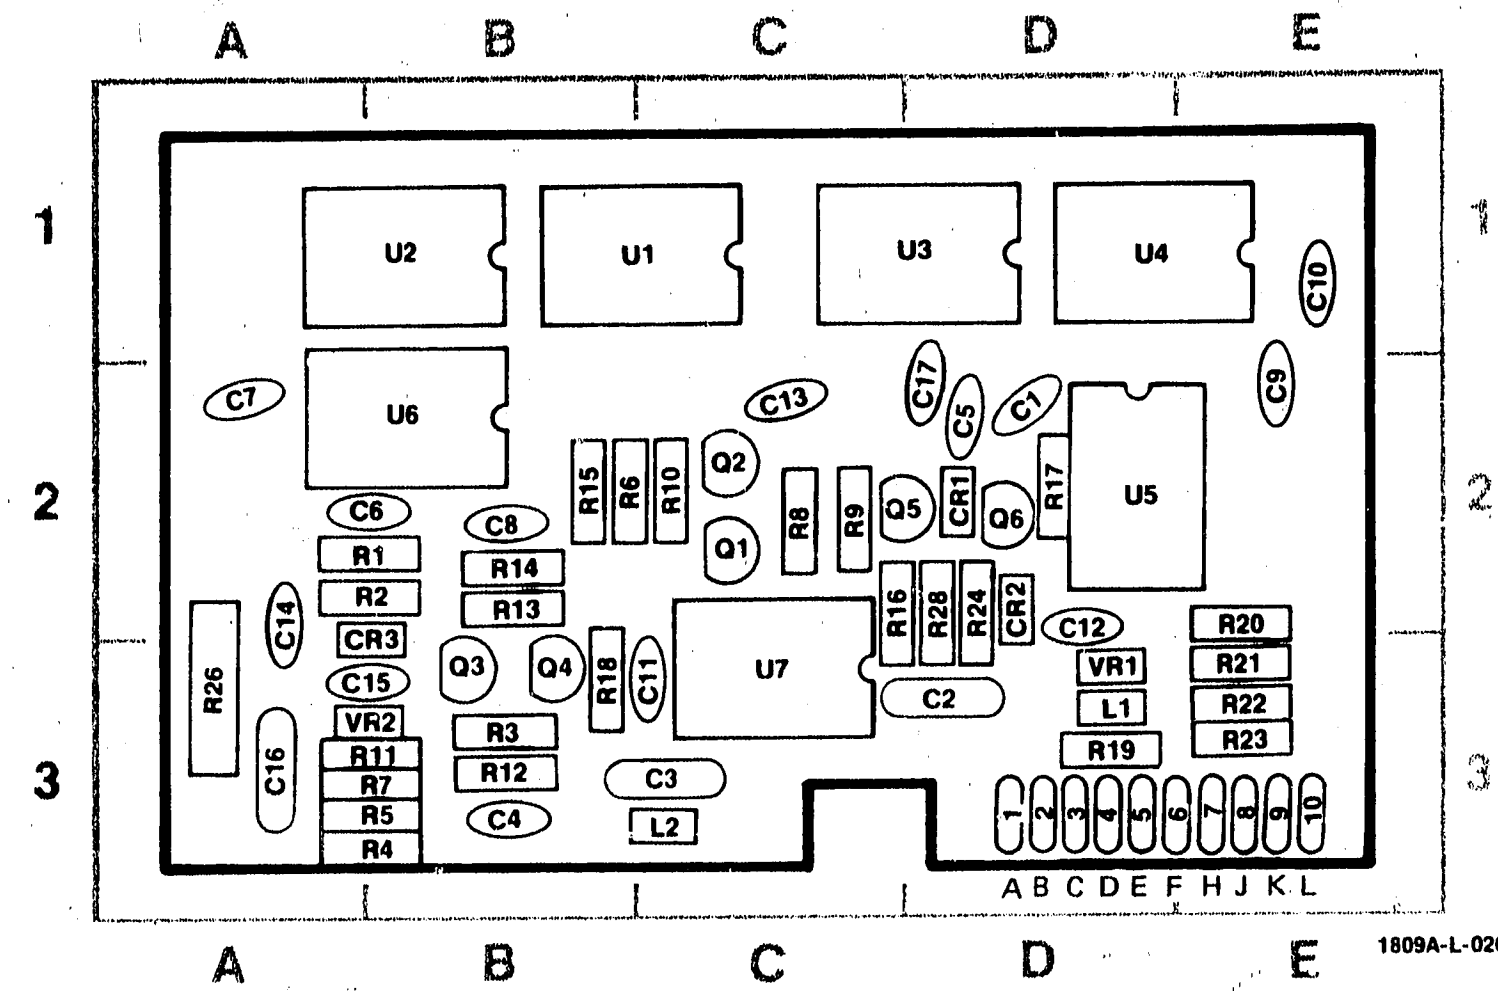 A B C D E
1 1
U2 U1 U3 U4
C10
C7 U6 C13 C17 C5 C1 C9
2 2
R15 R6 R10 Q2 R8 R9 Q5 CR1 Q6 R17 U5
C6 C8
R1 R14 Q1
R2 R13
C14 R16 R28 R24 CR2 C12 R20
CR3 Q3 Q4 R18 C11 U7 VR1 R21
R26 C15 C2 L1 R22
VR2 R3 R19 R23
R11
C16 R7 R12 C3
3 3
R5 C4 L2
1 2 3 4 5 6 7 8 9 10
R4
A B C D E F H J K L
1809A-L-02
A B C D E